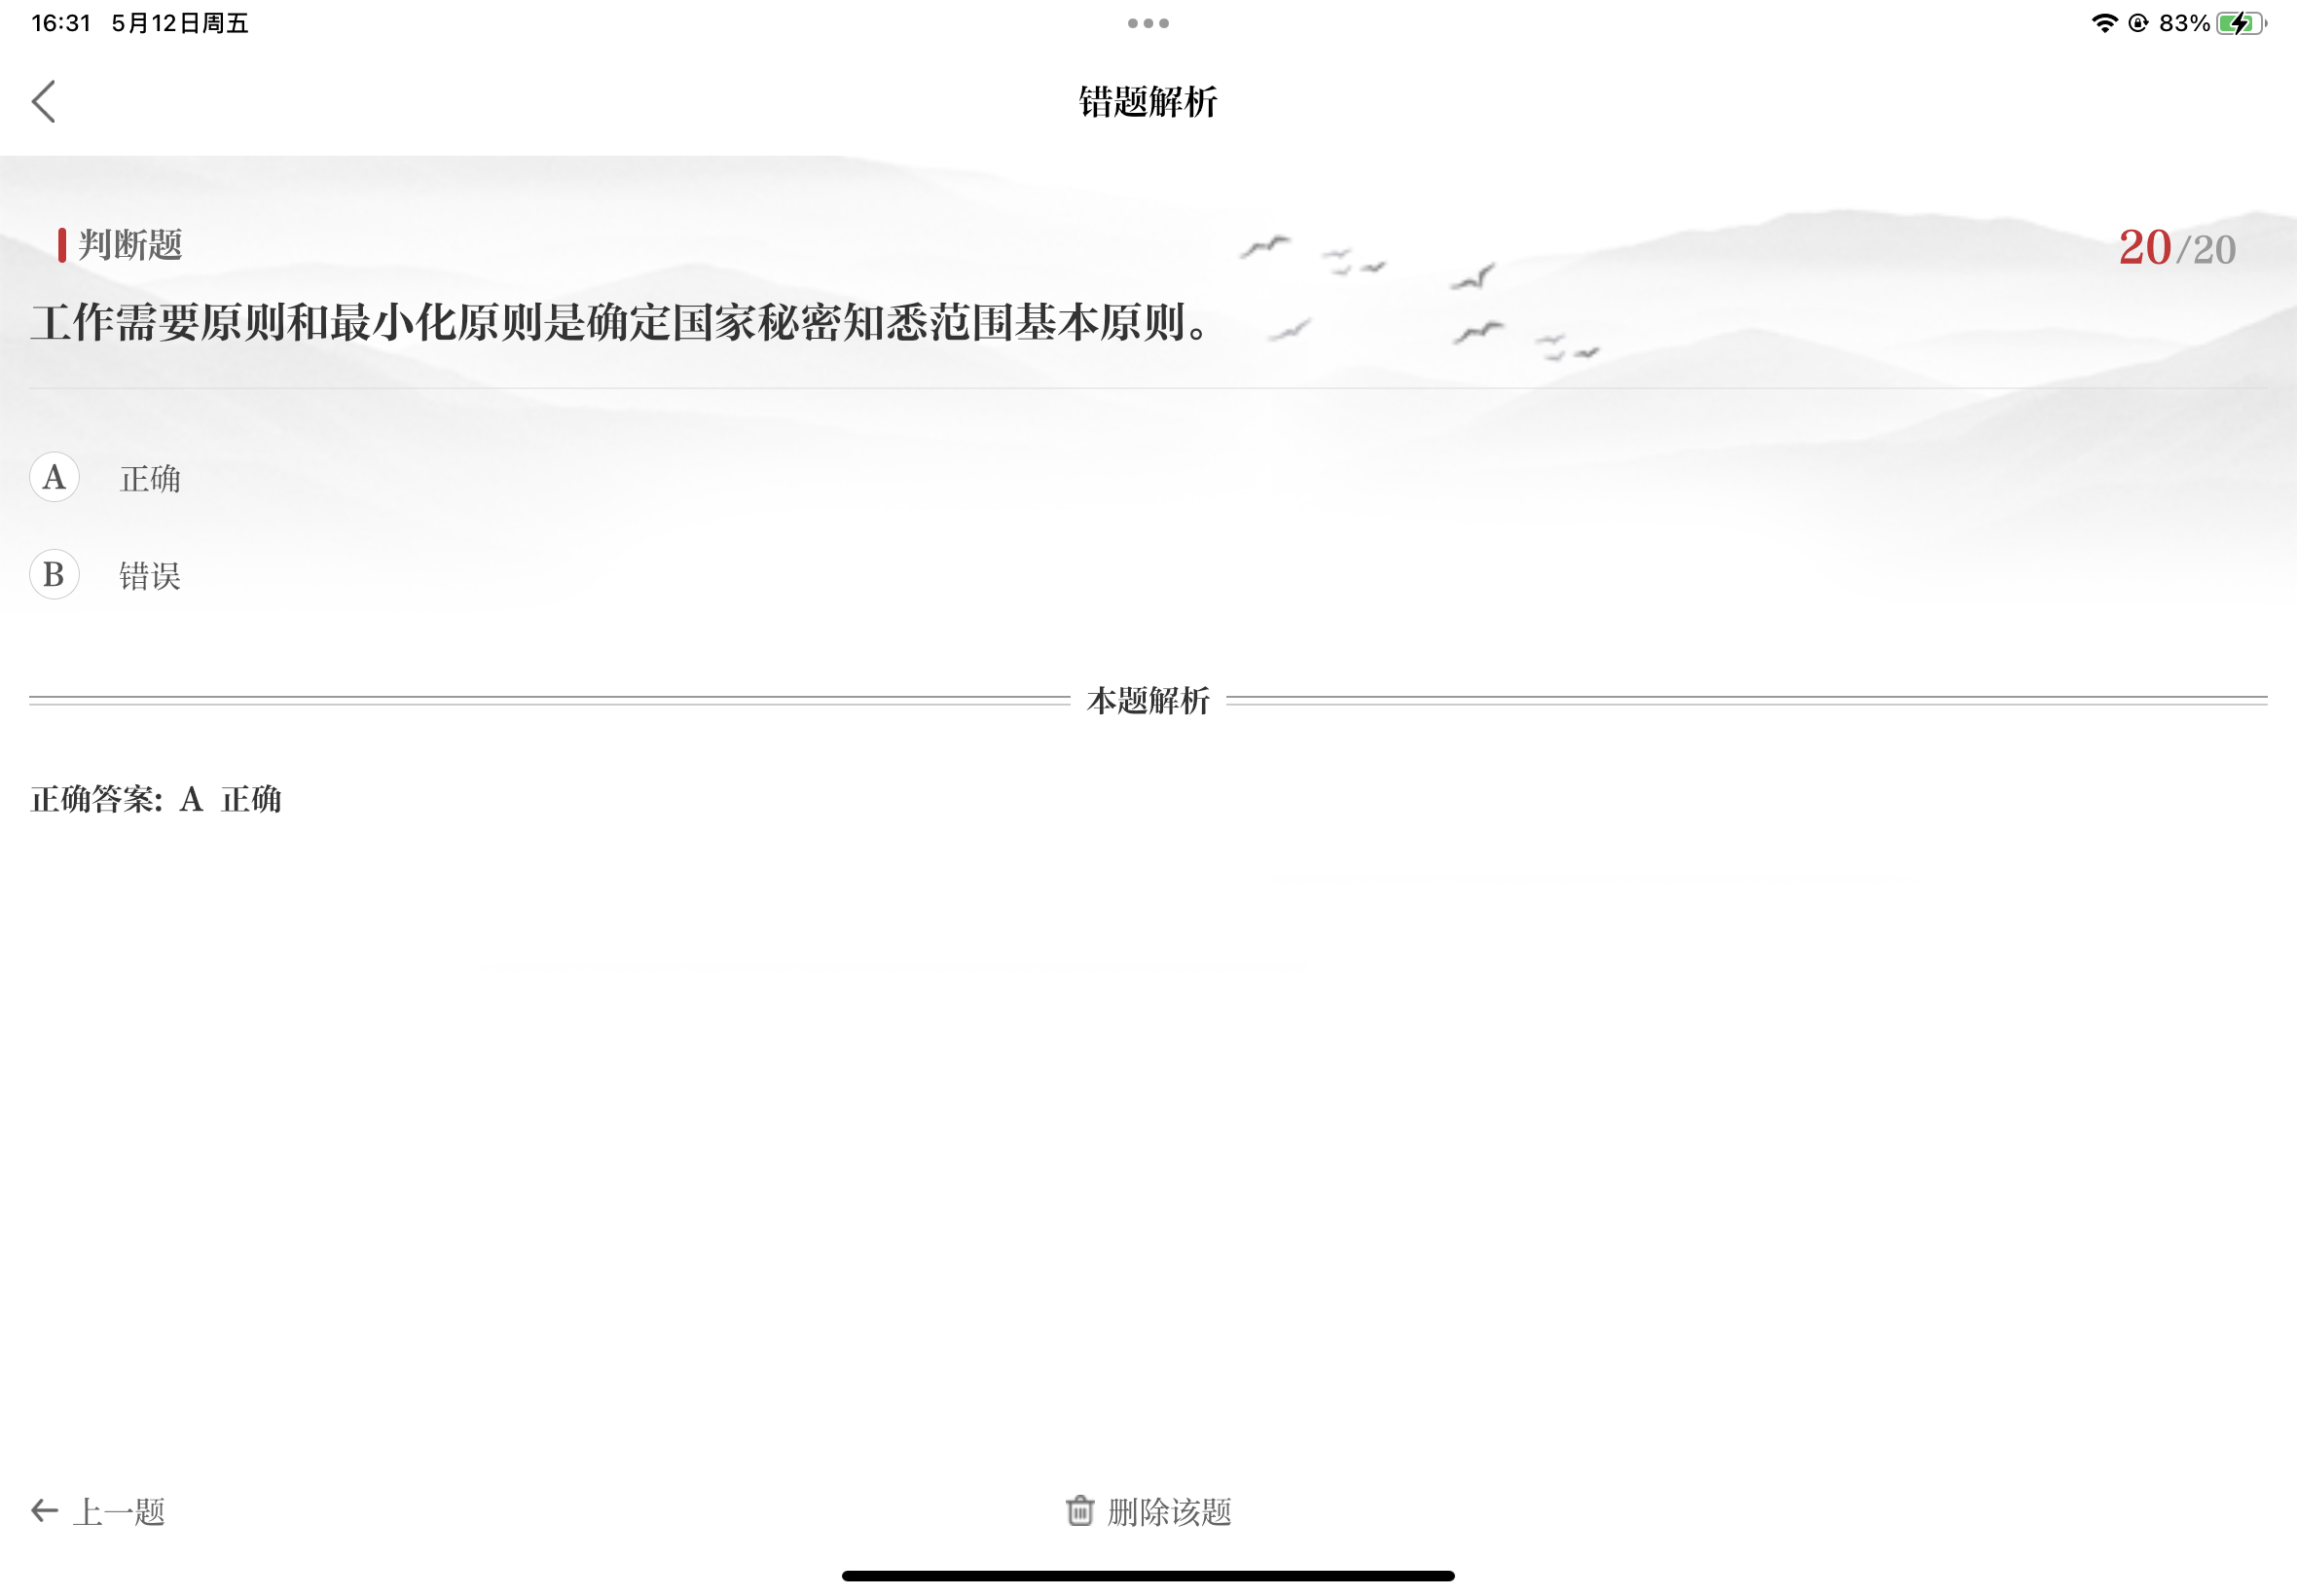 16:31 5月12日周五
83%
错题解析
判断题
20/20
工作需要原则和最小化原则是确定国家秘密知悉范围基本原则。
A 正确
B 错误
本题解析
正确答案: A 正确
上一题
删除该题